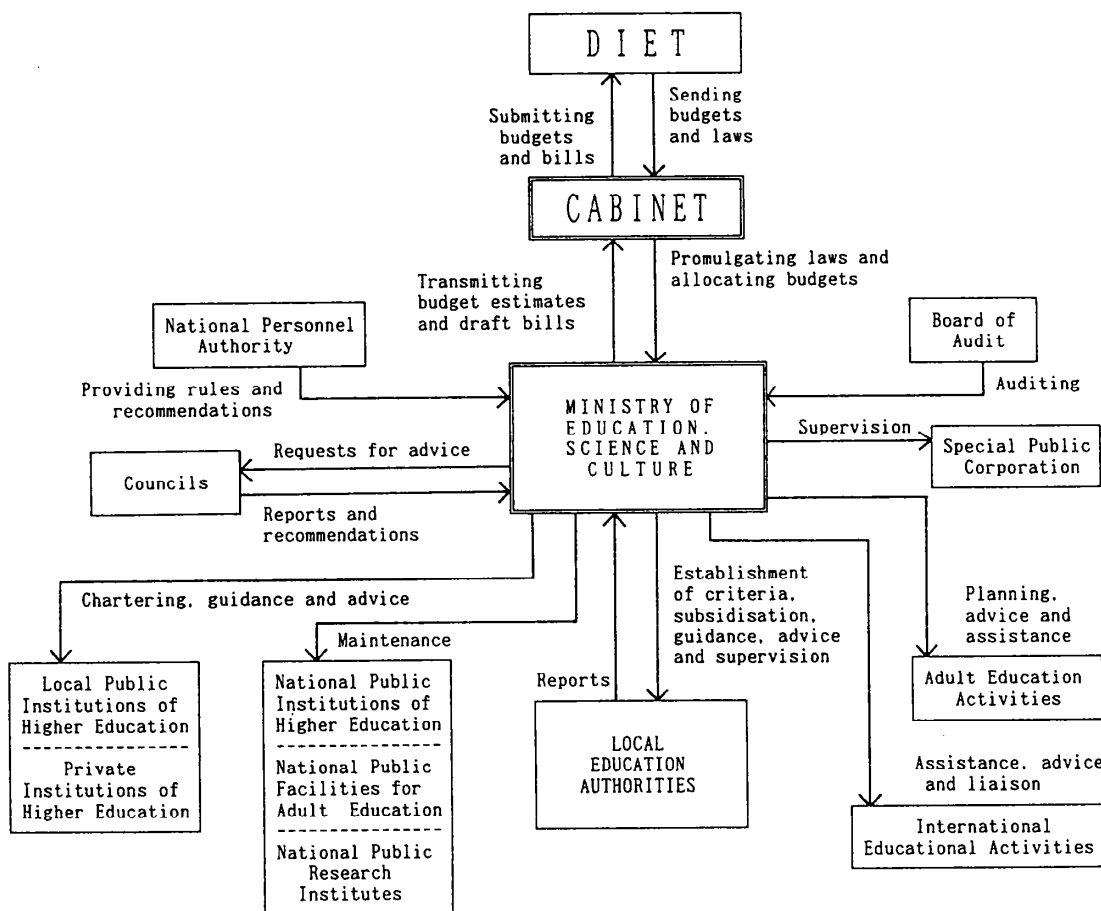 DIET
Submitting
budgets
and bills
Sending
budgets
and laws
CABINET
Transmitting
budget estimates
and draft bills
Promulgating laws and
allocating budgets
National Personnel
Authority
Board of
Audit
Providing rules and
recommendations
Auditing
MINISTRY OF
EDUCATION.
SCIENCE AND
CULTURE
Supervision
Special Public
Corporation
Requests for advice
Councils
Reports and
recommendations
Chartering, guidance and advice
Maintenance
Establishment
of criteria,
subsidisation,
guidance, advice
and supervision
Planning,
advice and
assistance
Reports
Local Public
Institutions of
Higher Education
Private
Institutions of
Higher Education
National Public
Institutions of
Higher Education
National Public
Facilities for
Adult Education
National Public
Research
Institutes
LOCAL
EDUCATION
AUTHORITIES
Adult Education
Activities
Assistance. advice
and liaison
International
Educational Activities